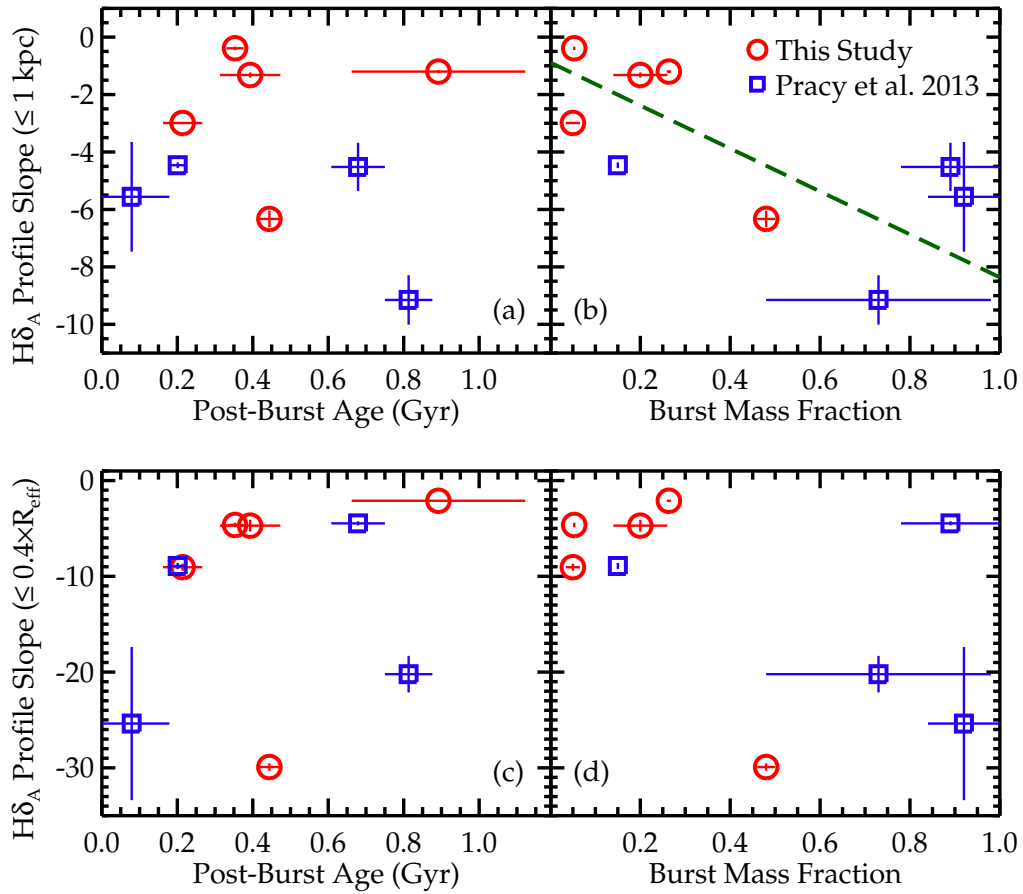 0
-2
-4
-6
-8
-10
HδA Profile Slope (≤ 1 kpc)
(a)
0.0 0.2 0.4 0.6 0.8 1.0
Post-Burst Age (Gyr)
This Study
Pracy et al. 2013
(b)
0.2 0.4 0.6 0.8 1.0
Burst Mass Fraction
0
-10
-20
-30
HδA Profile Slope (≤ 0.4×Reff)
(c)
0.0 0.2 0.4 0.6 0.8 1.0
Post-Burst Age (Gyr)
(d)
0.2 0.4 0.6 0.8 1.0
Burst Mass Fraction